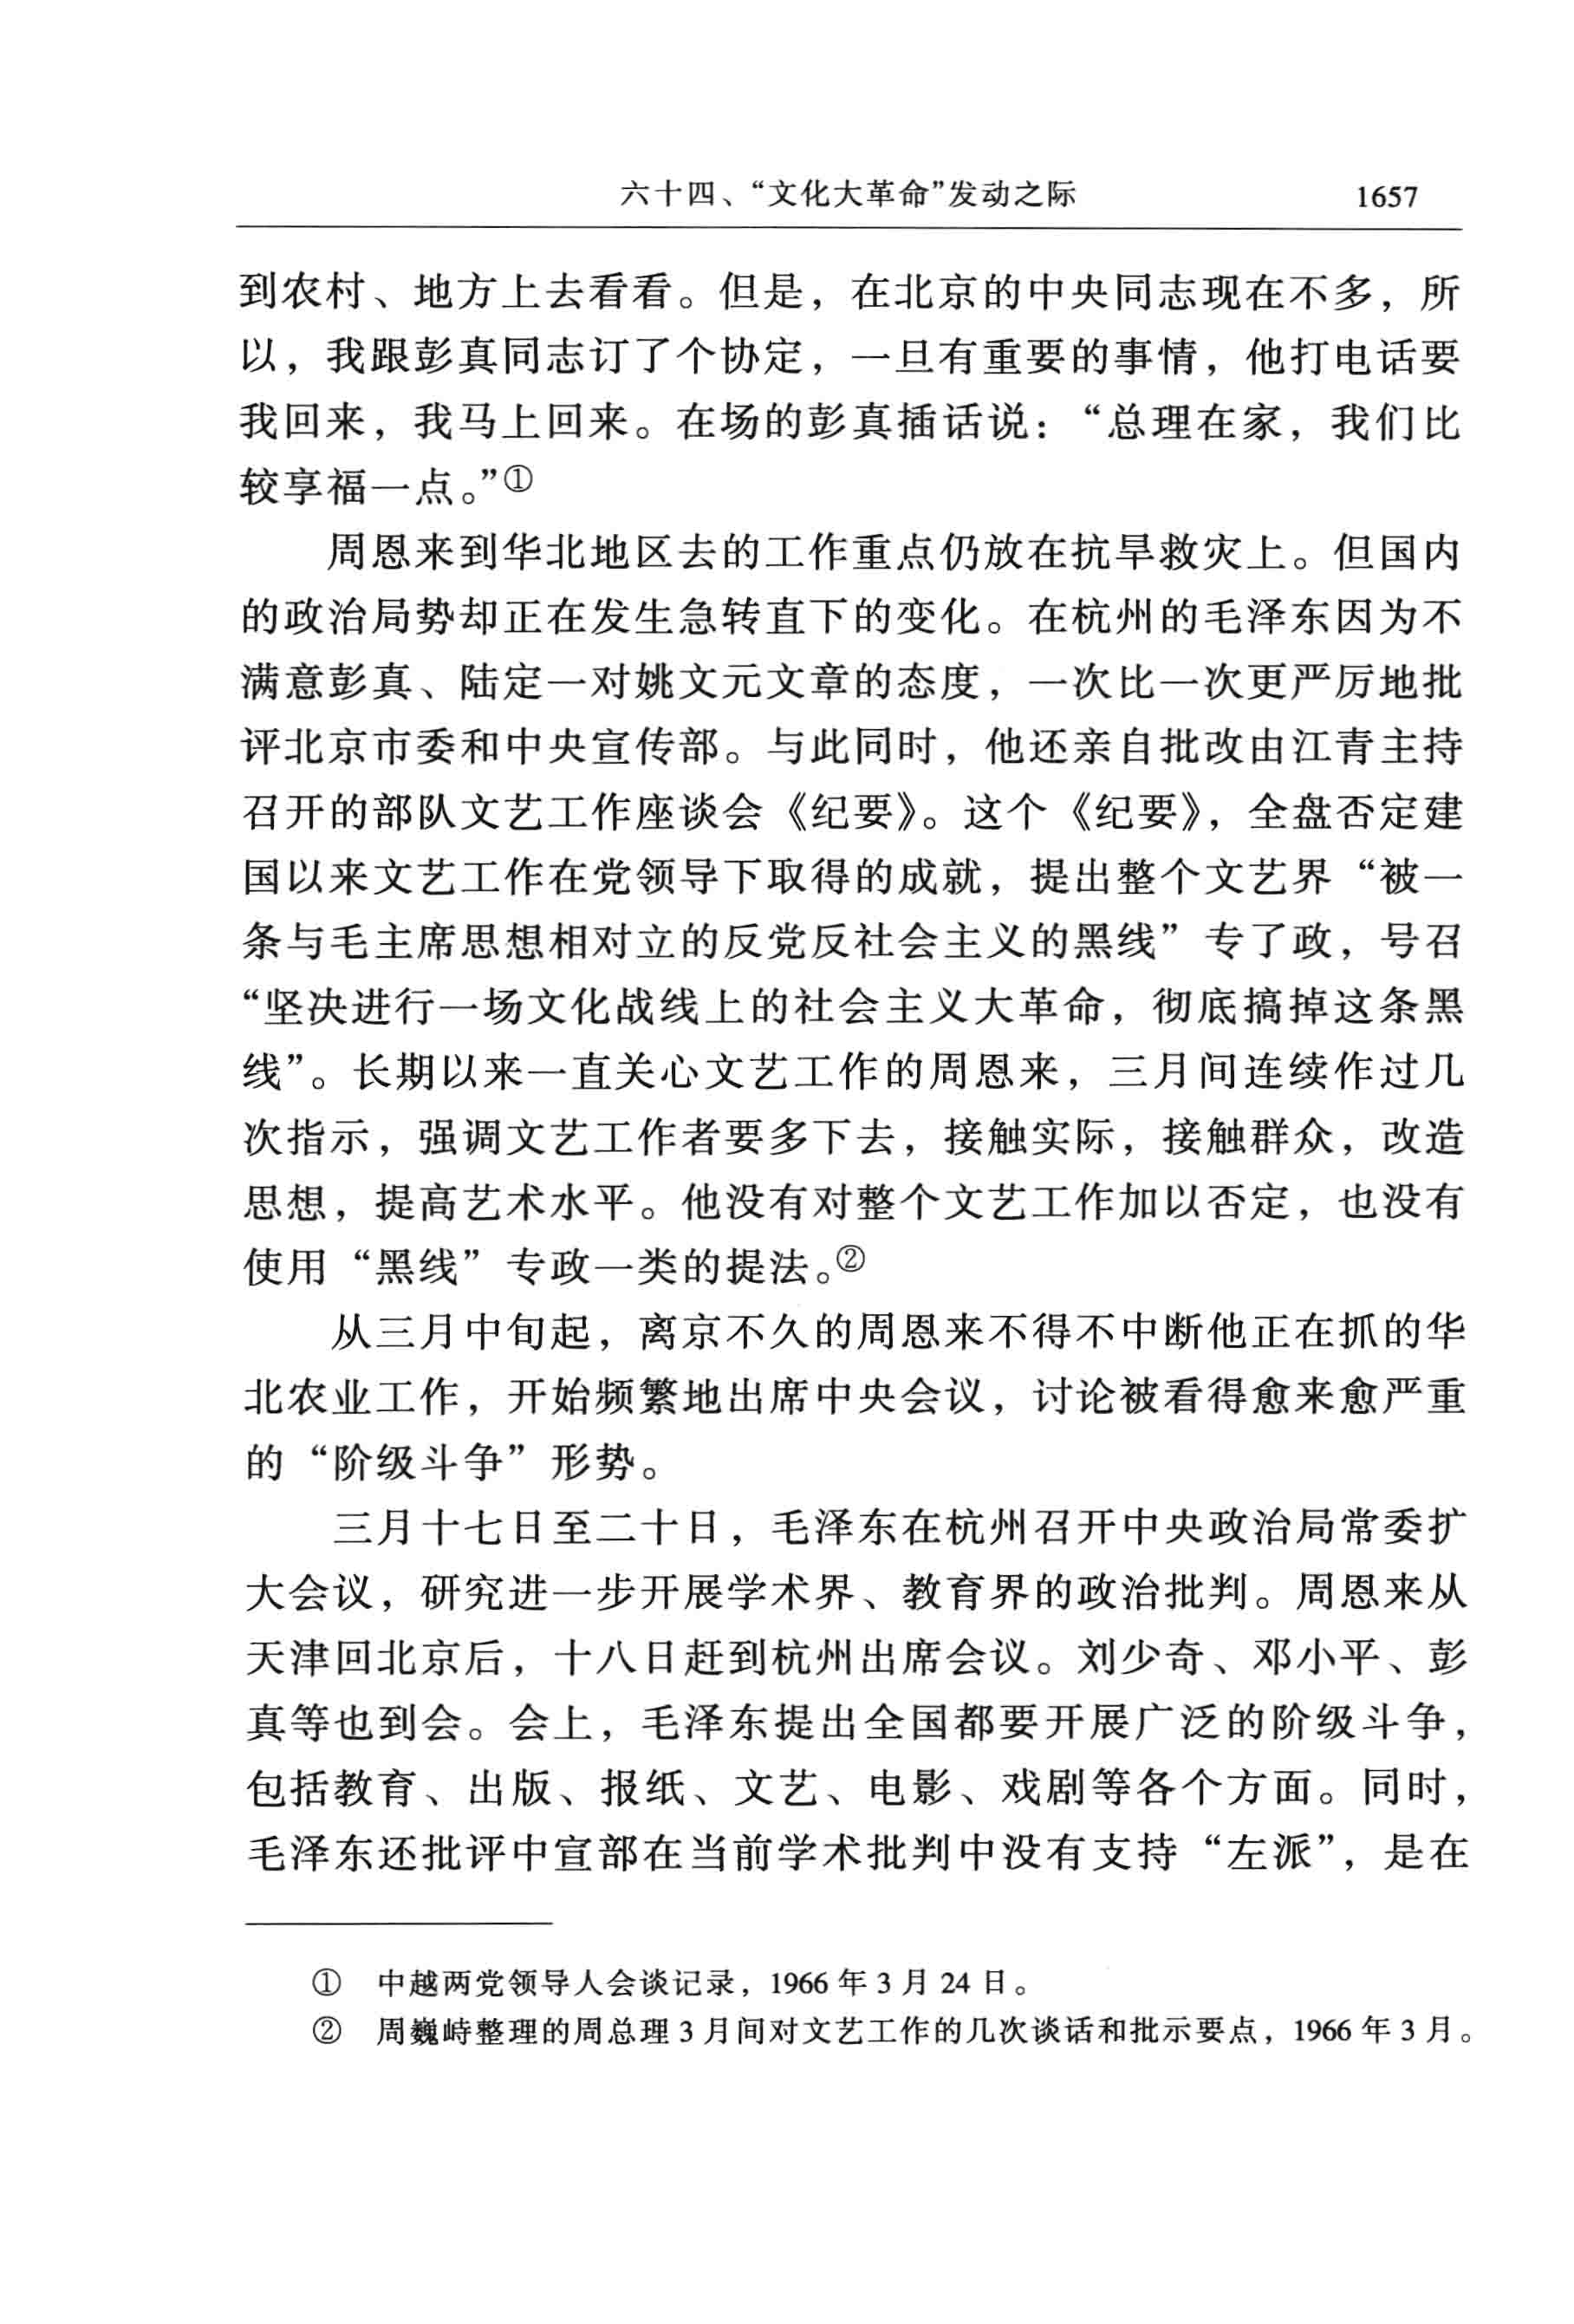 六十四、“文化大革命”发动之际 1657
到农村、地方上去看看。但是，在北京的中央同志现在不多，所
以，我跟彭真同志订了个协定，一旦有重要的事情，他打电话要
我回来，我马上回来。在场的彭真插话说：“总理在家，我们比
较享福一点。”①
周恩来到华北地区去的工作重点仍放在抗旱救灾上。但国内
的政治局势却正在发生急转直下的变化。在杭州的毛泽东因为不
满意彭真、陆定一对姚文元文章的态度，一次比一次更严厉地批
评北京市委和中央宣传部。与此同时，他还亲自批改由江青主持
召开的部队文艺工作座谈会《纪要》。这个《纪要》，全盘否定建
国以来文艺工作在党领导下取得的成就，提出整个文艺界“被一
条与毛主席思想相对立的反党反社会主义的黑线”专了政，号召
“坚决进行一场文化战线上的社会主义大革命，彻底搞掉这条黑
线”。长期以来一直关心文艺工作的周恩来，三月间连续作过几
次指示，强调文艺工作者要多下去，接触实际，接触群众，改造
思想，提高艺术水平。他没有对整个文艺工作加以否定，也没有
使用“黑线”专政一类的提法。②
从三月中旬起，离京不久的周恩来不得不中断他正在抓的华
北农业工作，开始频繁地出席中央会议，讨论被看得愈来愈严重
的“阶级斗争”形势。
三月十七日至二十日，毛泽东在杭州召开中央政治局常委扩
大会议，研究进一步开展学术界、教育界的政治批判。周恩来从
天津回北京后，十八日赶到杭州出席会议。刘少奇、邓小平、彭
真等也到会。会上，毛泽东提出全国都要开展广泛的阶级斗争，
包括教育、出版、报纸、文艺、电影、戏剧等各个方面。同时，
毛泽东还批评中宣部在当前学术批判中没有支持“左派”，是在
① 中越两党领导人会谈记录，1966 年 3 月 24 日。
② 周巍峙整理的周总理 3 月间对文艺工作的几次谈话和批示要点，1966 年 3 月。